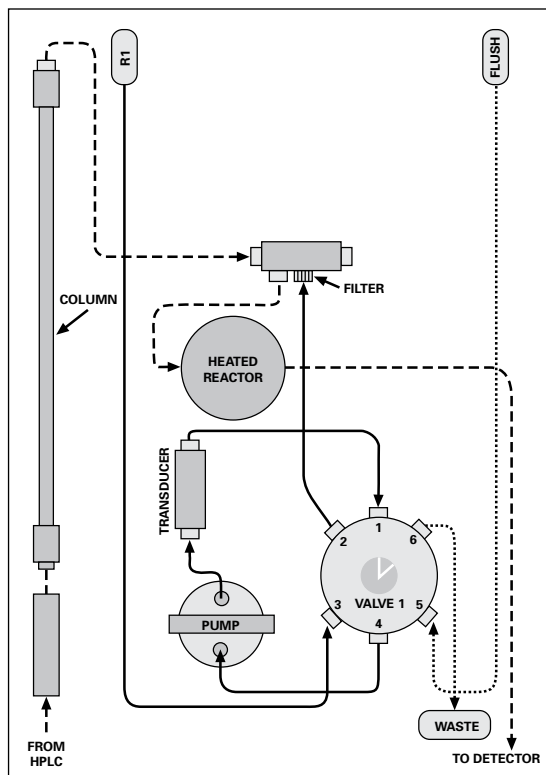 R1
FLUSH
COLUMN
FILTER
HEATED
REACTOR
TRANSDUCER
1
2
6
3
VALVE 1
5
4
PUMP
WASTE
FROM
HPLC
TO DETECTOR